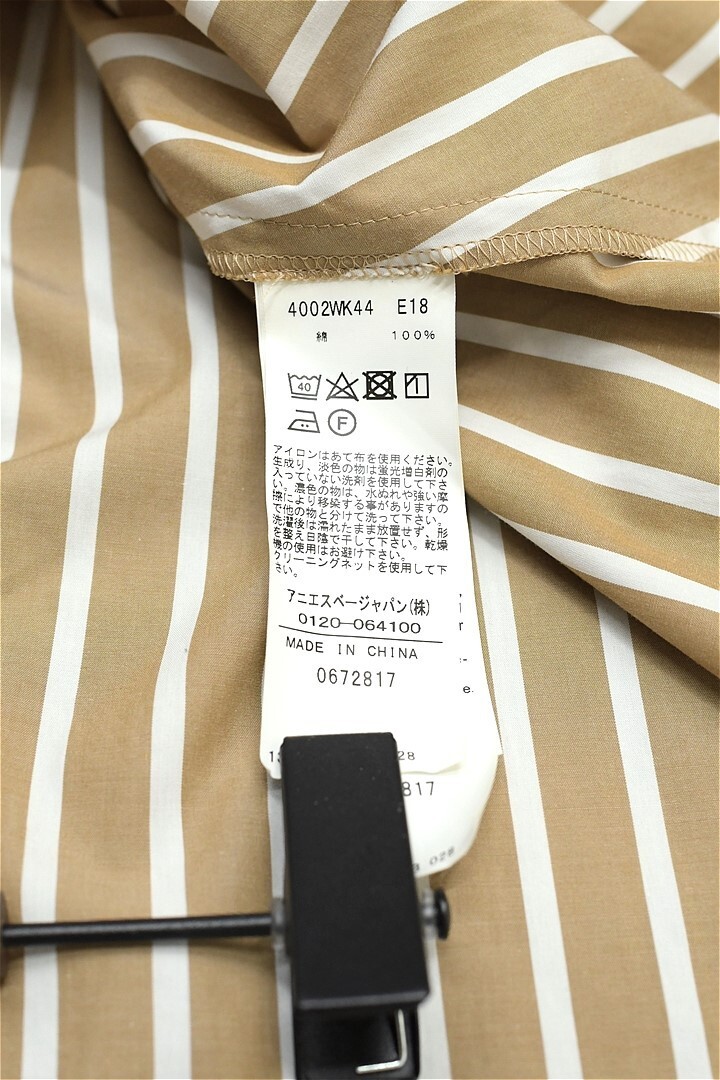 4002WK44 E18
綿 100%
40
F
アイロンはあて布を使用ください。
生成り、淡色の物は蛍光増白剤の
入っていない洗剤を使用して下さ
い。濃色の物は、水ぬれや強い摩
擦により移染する事がありますの
で他の物と分けて洗って下さい。
洗濯後は濡れたまま放置せず、形
を整え日陰で干して下さい。乾燥
機の使用はお避け下さい。
クリーニングネットを使用して下
さい。
アニエスベージャパン(株)
0120-064100
MADE IN CHINA
0672817
28
817
028